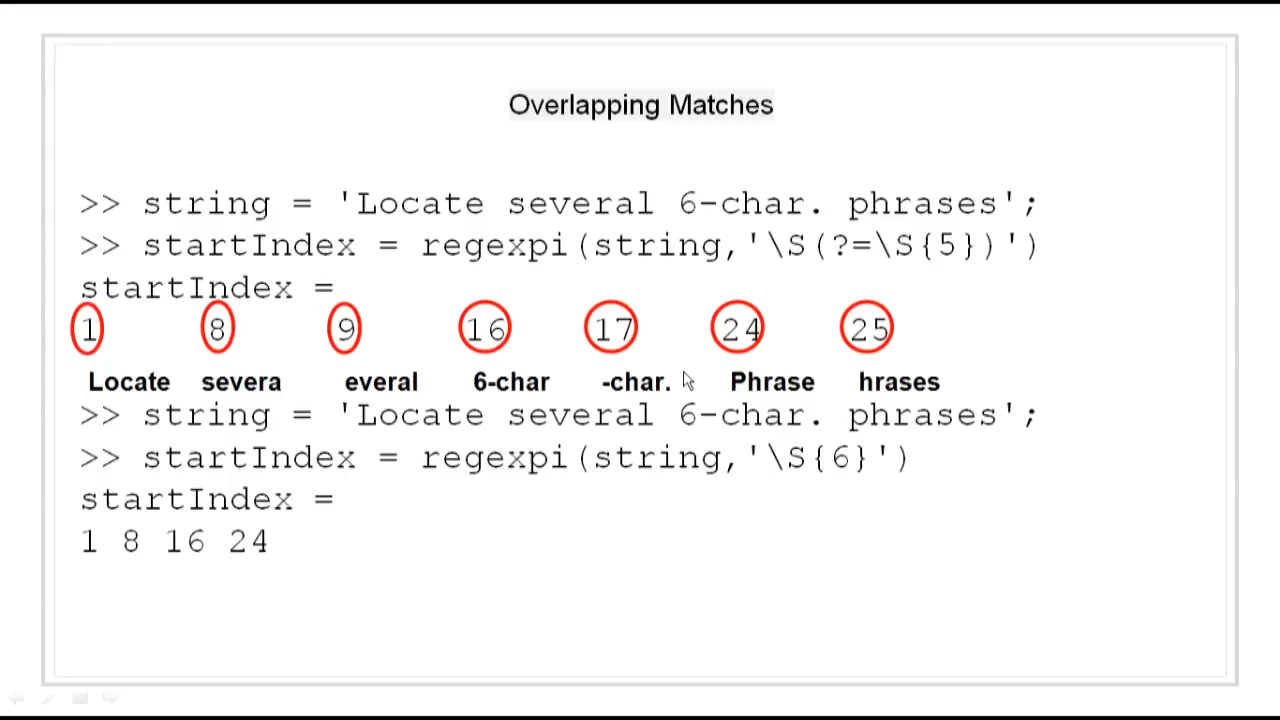 Overlapping Matches
>> string = 'Locate several 6-char. phrases';
>> startIndex = regexpi(string,'\S(?=\S{5})')
startIndex =
1 8 9 16 17 24 25
Locate severa everal 6-char -char. Phrase hrases
>> string = 'Locate several 6-char. phrases';
>> startIndex = regexpi(string,'\S{6}')
startIndex =
1 8 16 24